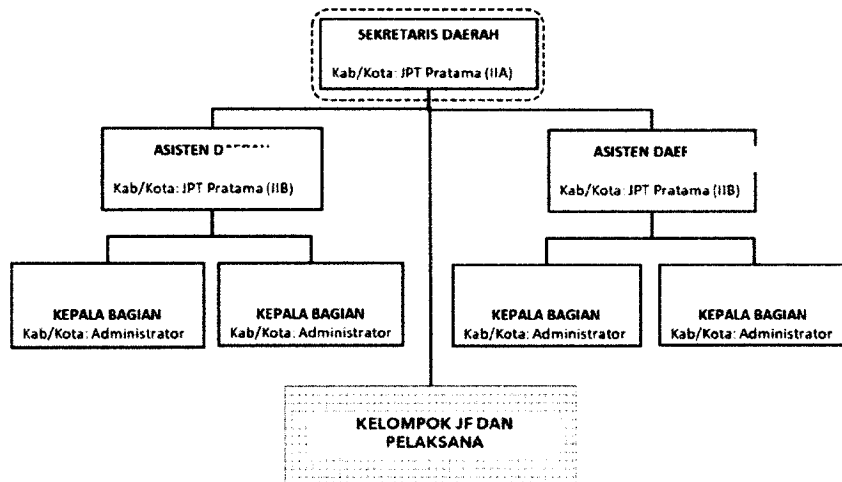 SEKRETARIS DAERAH
Kab/Kota: JPT Pratama (IIA)
ASISTEN
Kab/Kota: JPT Pratama (IIB)
ASISTEN
Kab/Kota: JPT Pratama (IIB)
KEPALA BAGIAN
Kab/Kota: Administrator
KEPALA BAGIAN
Kab/Kota: Administrator
KEPALA BAGIAN
Kab/Kota: Administrator
KEPALA BAGIAN
Kab/Kota: Administrator
KELOMPOK JF DAN
PELAKSANA